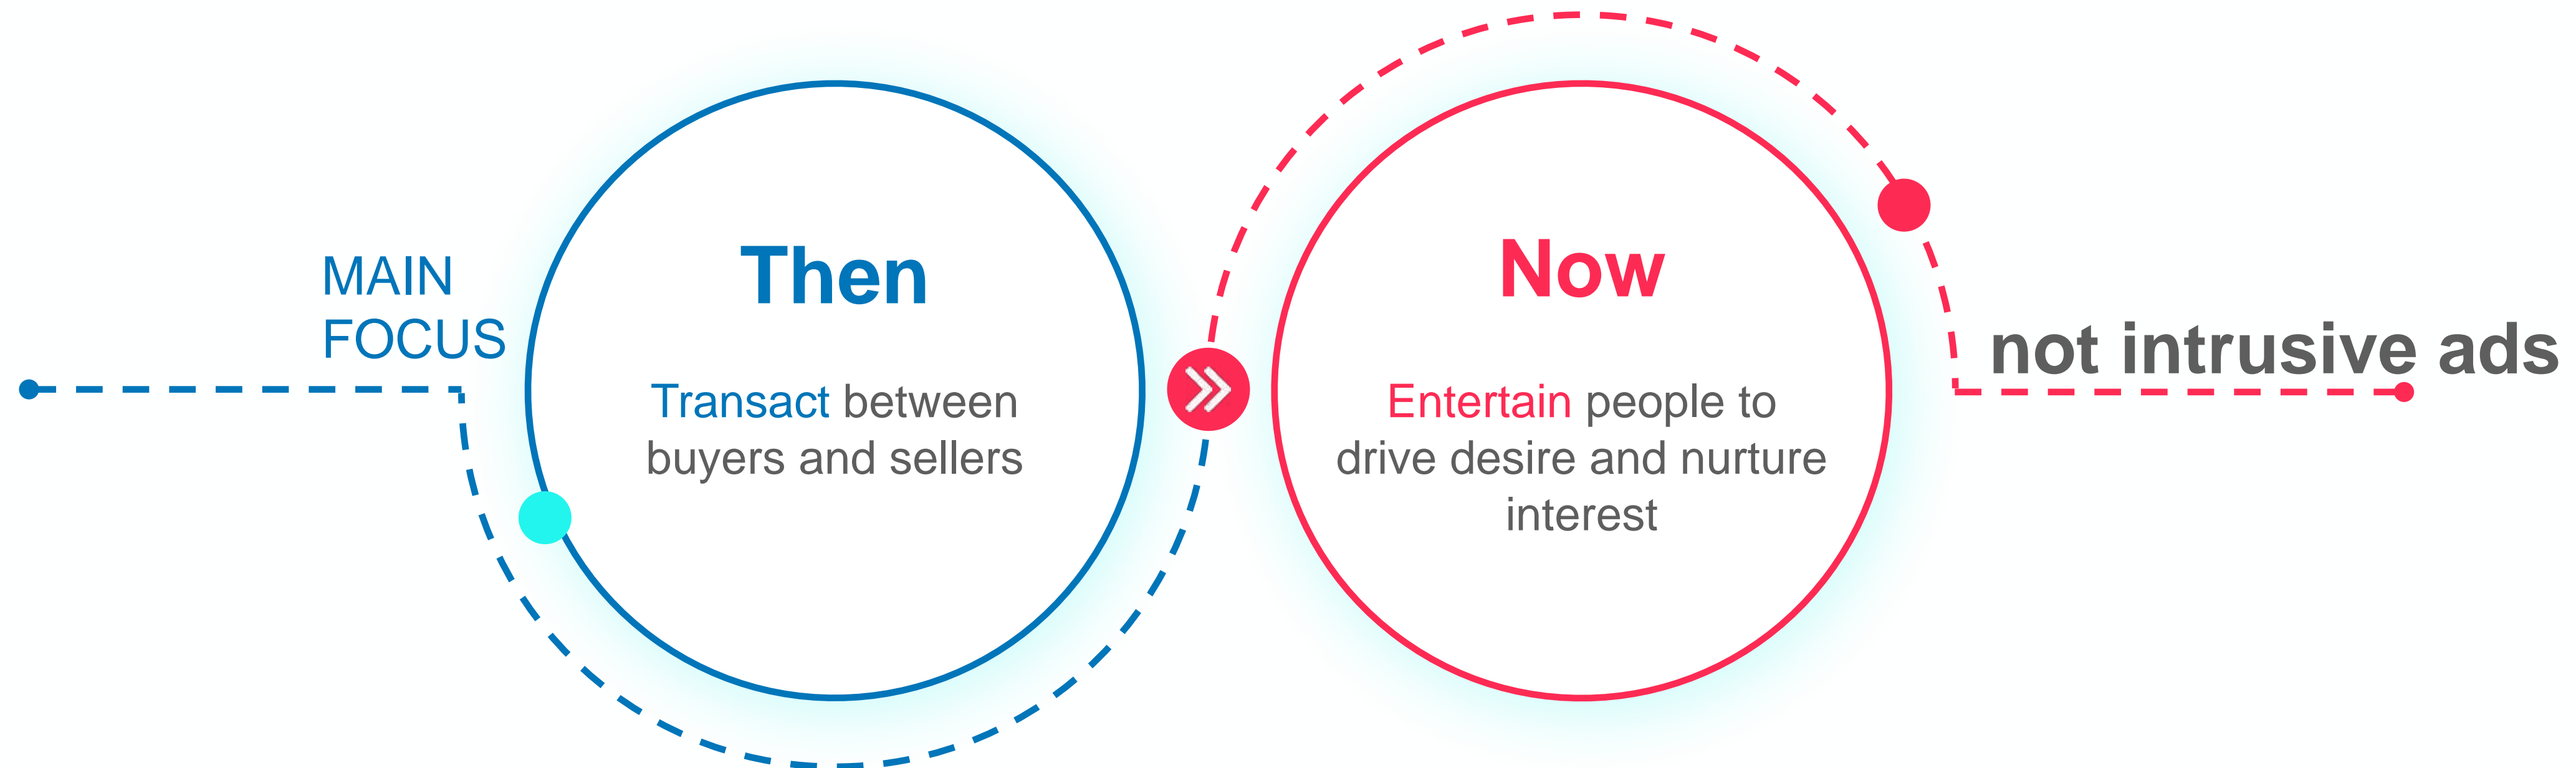 MAIN
FOCUS
Then
Transact between
buyers and sellers
Now
Entertain people to
drive desire and nurture
interest
not intrusive ads